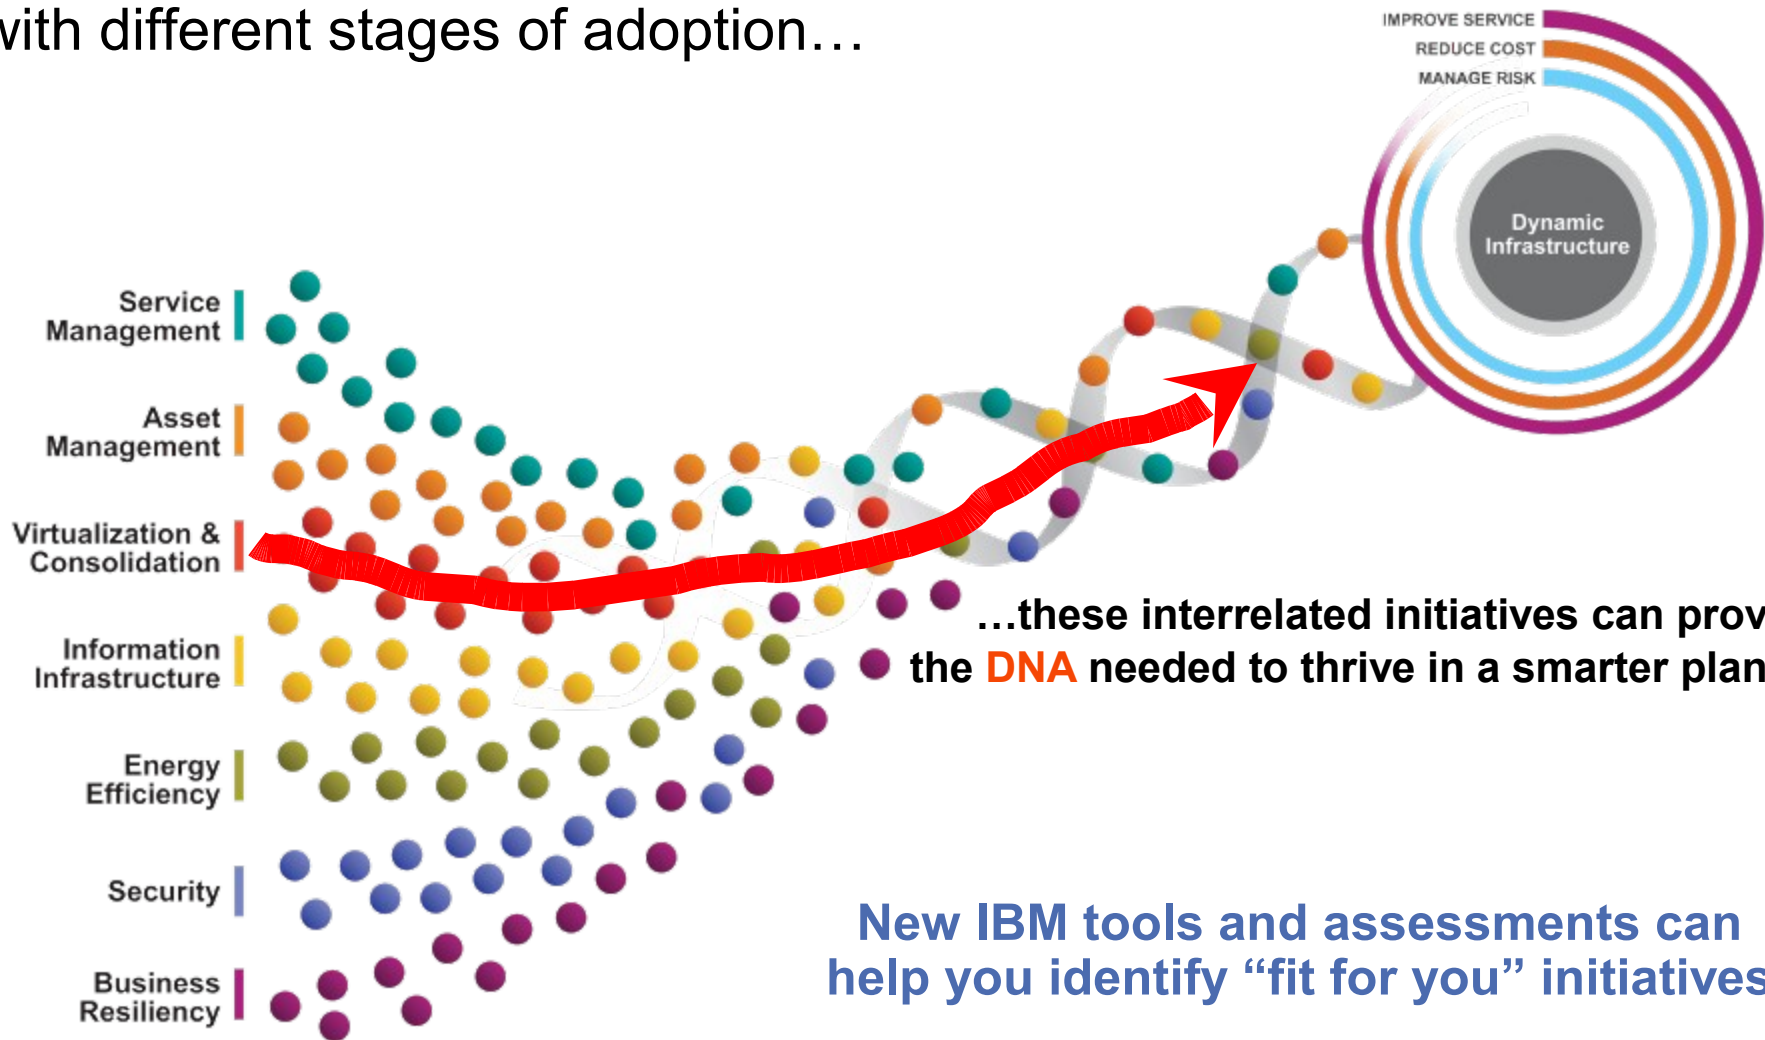 with different stages of adoption…
IMPROVE SERVICE
REDUCE COST
MANAGE RISK
Dynamic
Infrastructure
Service
Management
Asset
Management
Virtualization &
Consolidation
Information
Infrastructure
Energy
Efficiency
Security
Business
Resiliency
…these interrelated initiatives can prov
the DNA needed to thrive in a smarter plan
New IBM tools and assessments can
help you identify “fit for you” initiatives